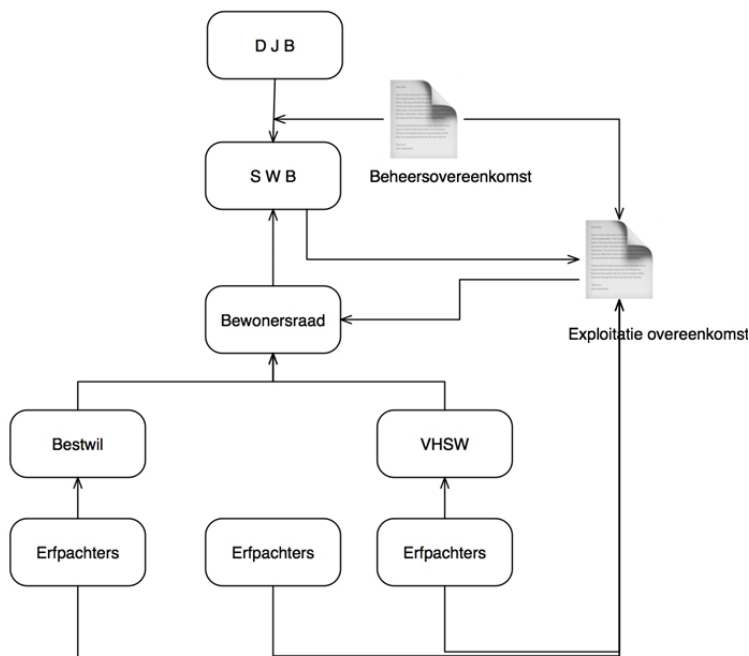 D J B
S W B
Beheersovereenkomst
Bewonersraad
Exploitatie overeenkomst
Bestwil
VHSW
Erfpachters
Erfpachters
Erfpachters